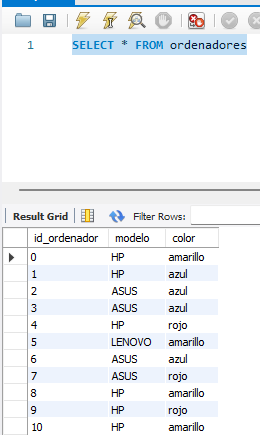 1 SELECT * FROM ordenadores
Result Grid Filter Rows:
id_ordenador modelo color
0 HP amarillo
1 HP azul
2 ASUS azul
3 ASUS azul
4 HP rojo
5 LENOVO amarillo
6 ASUS azul
7 ASUS rojo
8 HP amarillo
9 HP rojo
10 HP amarillo